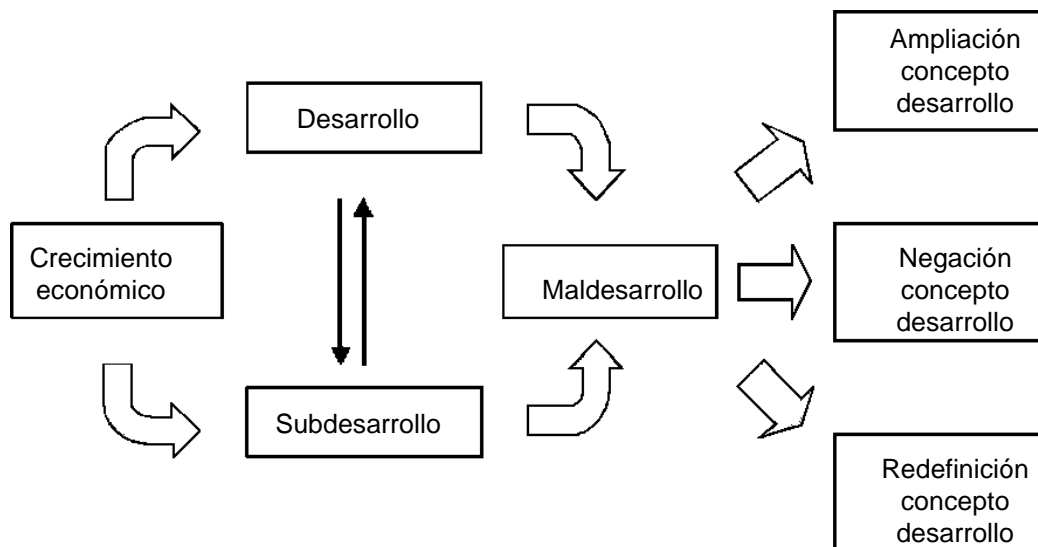 Ampliación
concepto
desarrollo
Desarrollo
Crecimiento
económico
Maldesarrollo
Negación
concepto
desarrollo
Subdesarrollo
Redefinición
concepto
desarrollo